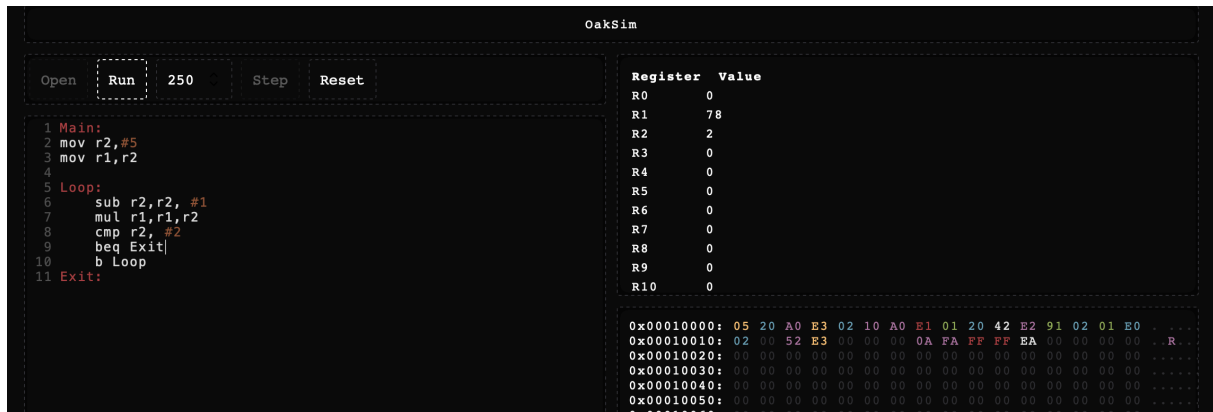 OakSim
Open Run 250 Step Reset
1 Main:
2 mov r2,#5
3 mov r1,r2
4
5 Loop:
6 sub r2,r2, #1
7 mul r1,r1,r2
8 cmp r2, #2
9 beq Exit
10 b Loop
11 Exit:
Register Value
R0 0
R1 78
R2 2
R3 0
R4 0
R5 0
R6 0
R7 0
R8 0
R9 0
R10 0
0x00010000: 05 20 A0 E3 02 10 A0 E1 01 20 42 E2 91 02 01 E0 . ...
0x00010010: 02 00 52 E3 00 00 00 0A FA FF FF EA 00 00 00 00 ..R..
0x00010020: 00 00 00 00 00 00 00 00 00 00 00 00 00 00 00 00 .....
0x00010030: 00 00 00 00 00 00 00 00 00 00 00 00 00 00 00 00 .....
0x00010040: 00 00 00 00 00 00 00 00 00 00 00 00 00 00 00 00 .....
0x00010050: 00 00 00 00 00 00 00 00 00 00 00 00 00 00 00 00 .....